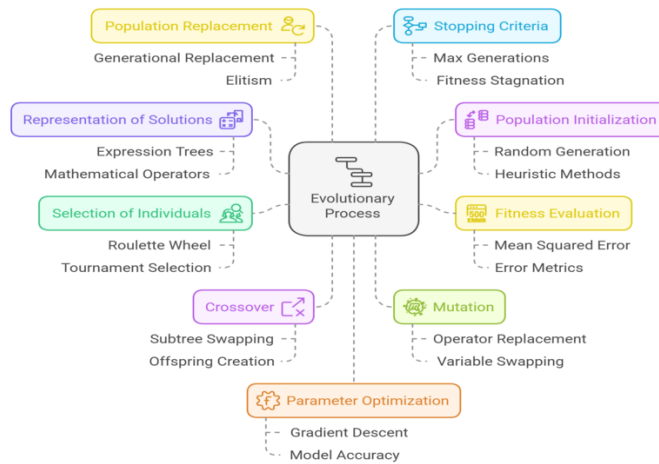 Population Replacement
Generational Replacement
Elitism
Stopping Criteria
Max Generations
Fitness Stagnation
Representation of Solutions
Expression Trees
Mathematical Operators
Population Initialization
Random Generation
Heuristic Methods
Evolutionary
Process
Selection of Individuals
Roulette Wheel
Tournament Selection
500
ERROR
Fitness Evaluation
Mean Squared Error
Error Metrics
Crossover
Subtree Swapping
Offspring Creation
Mutation
Operator Replacement
Variable Swapping
Parameter Optimization
Gradient Descent
Model Accuracy